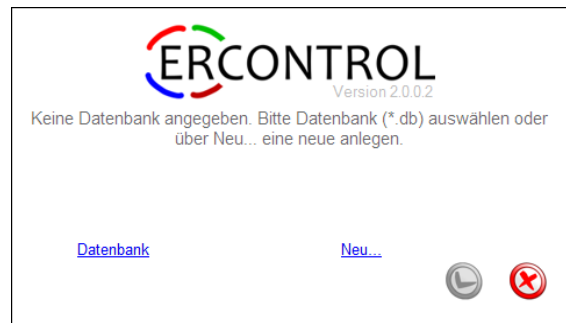 ERCONTROL
Version 2.0.0.2
Keine Datenbank angegeben. Bitte Datenbank (*.db) auswählen oder
über Neu... eine neue anlegen.
Datenbank
Neu...